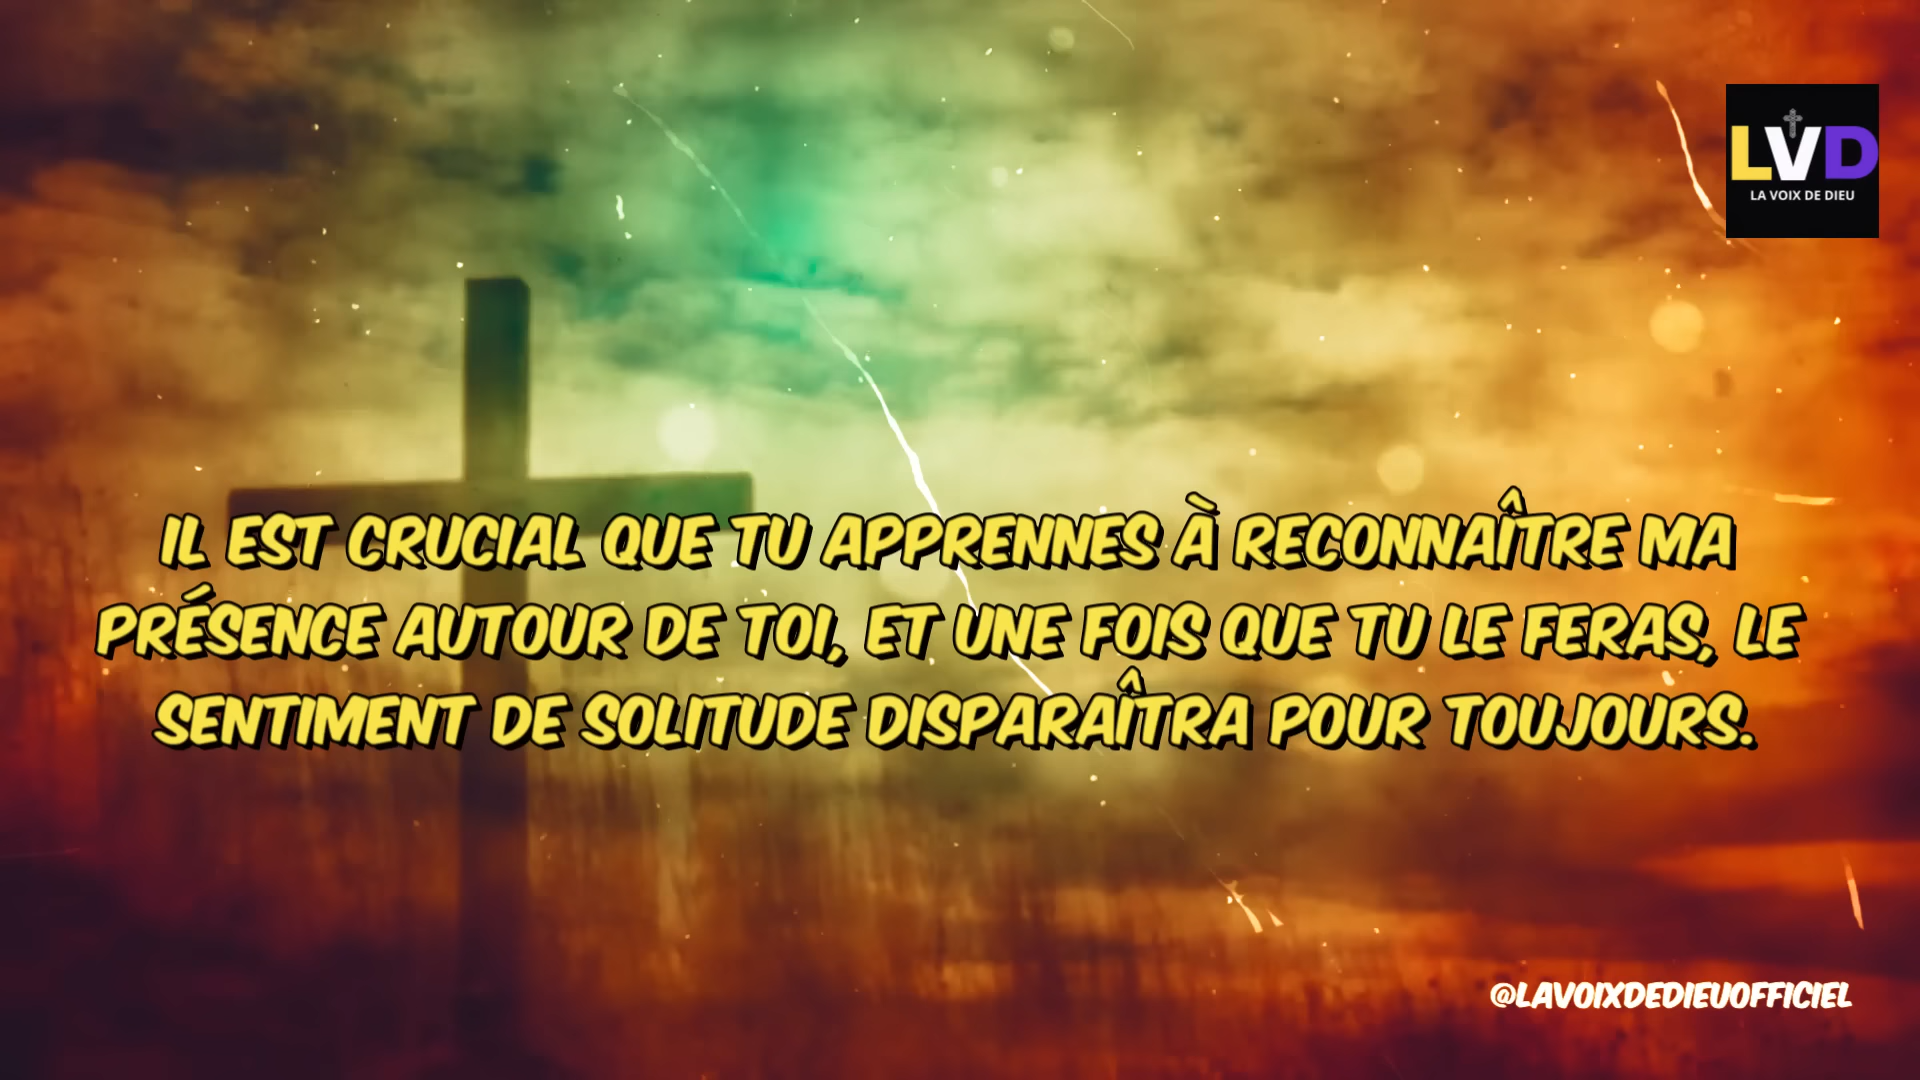 LVD
LA VOIX DE DIEU
IL EST CRUCIAL QUE TU APPRENNES À RECONNAÎTRE MA
PRÉSENCE AUTOUR DE TOI, ET UNE FOIS QUE TU LE FERAS, LE
SENTIMENT DE SOLITUDE DISPARAÎTRA POUR TOUJOURS.
@LAVOIXDEDIEUOFFICIEL